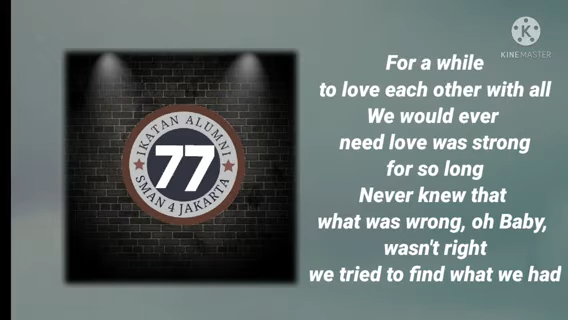 KINEMASTER
IKATAN ALUMNI
77
SMAN 4 JAKARTA
For a while
to love each other with all
We would ever
need love was strong
for so long
Never knew that
what was wrong, oh Baby,
wasn't right
we tried to find what we had